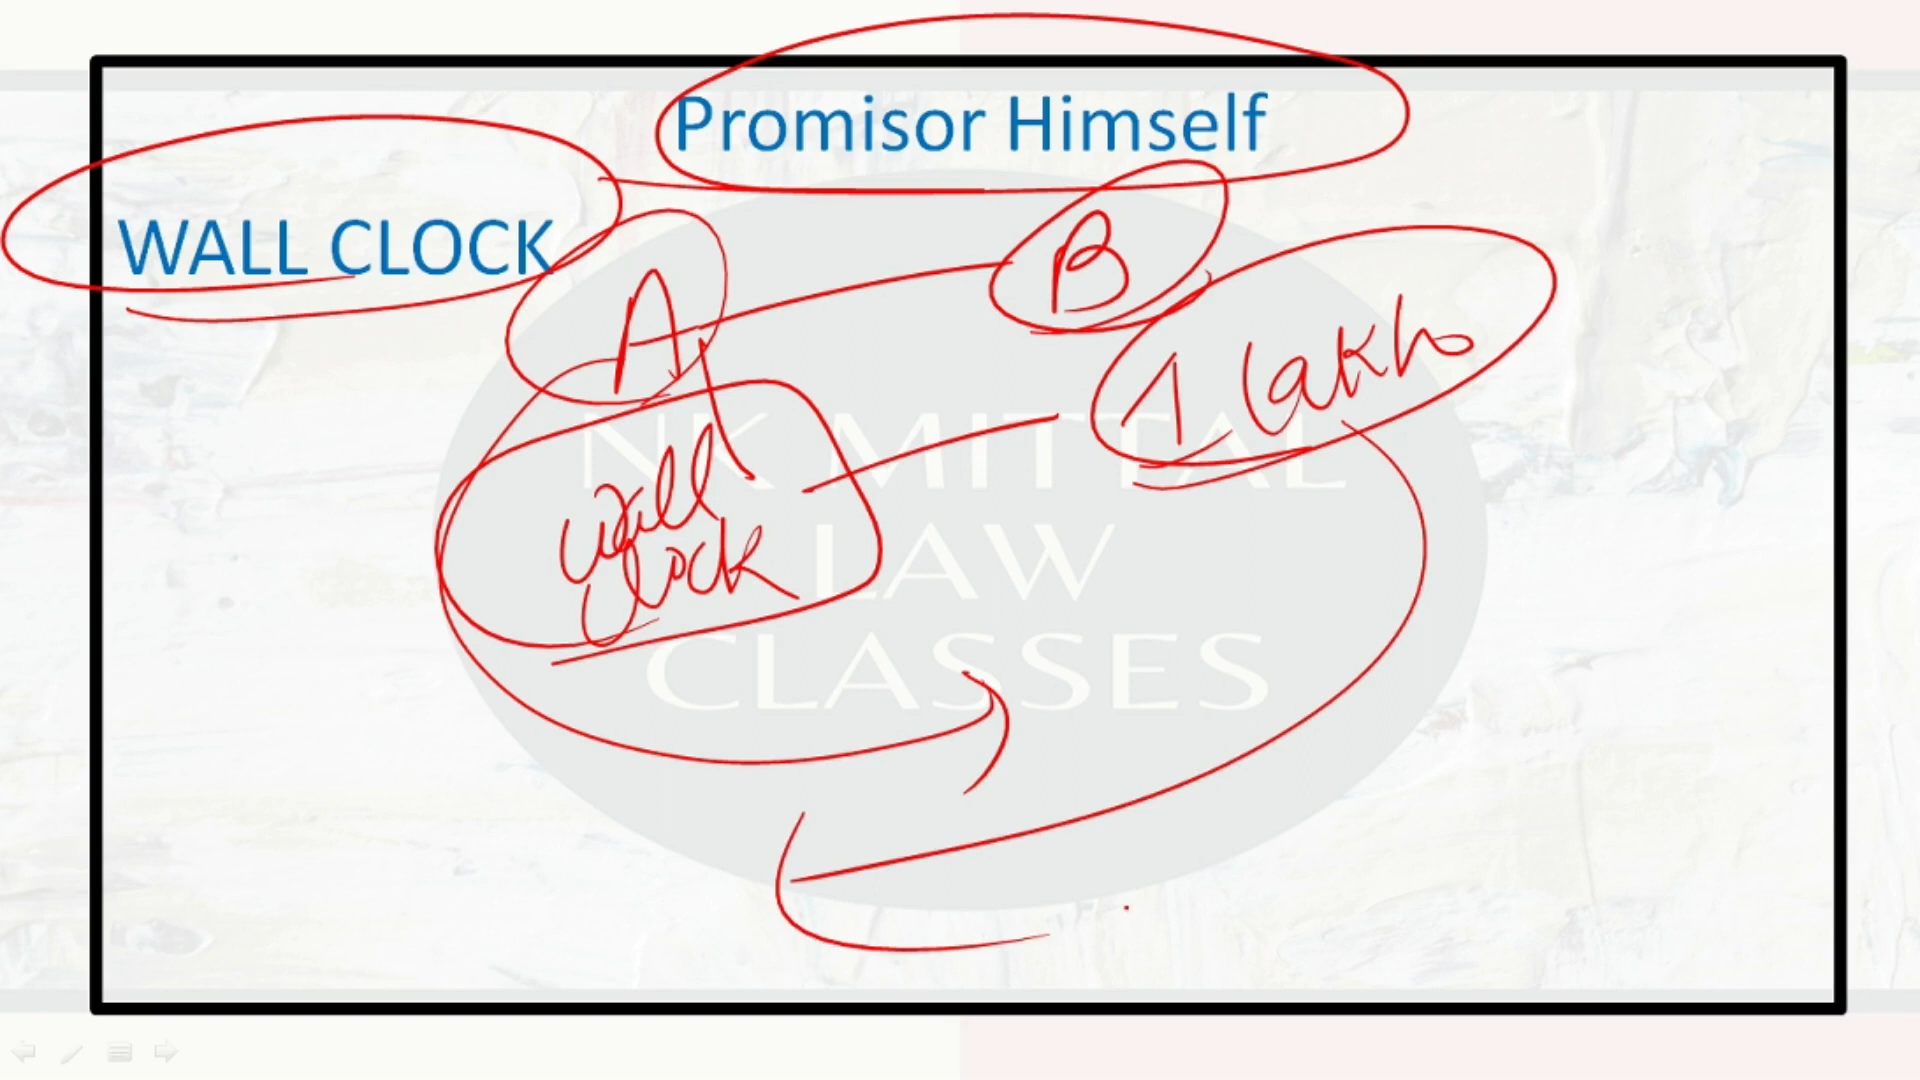 Promisor Himself
WALL CLOCK
A
B
1 Lakh
Wall
Clock
NK MITTAL
LAW
CLASSES